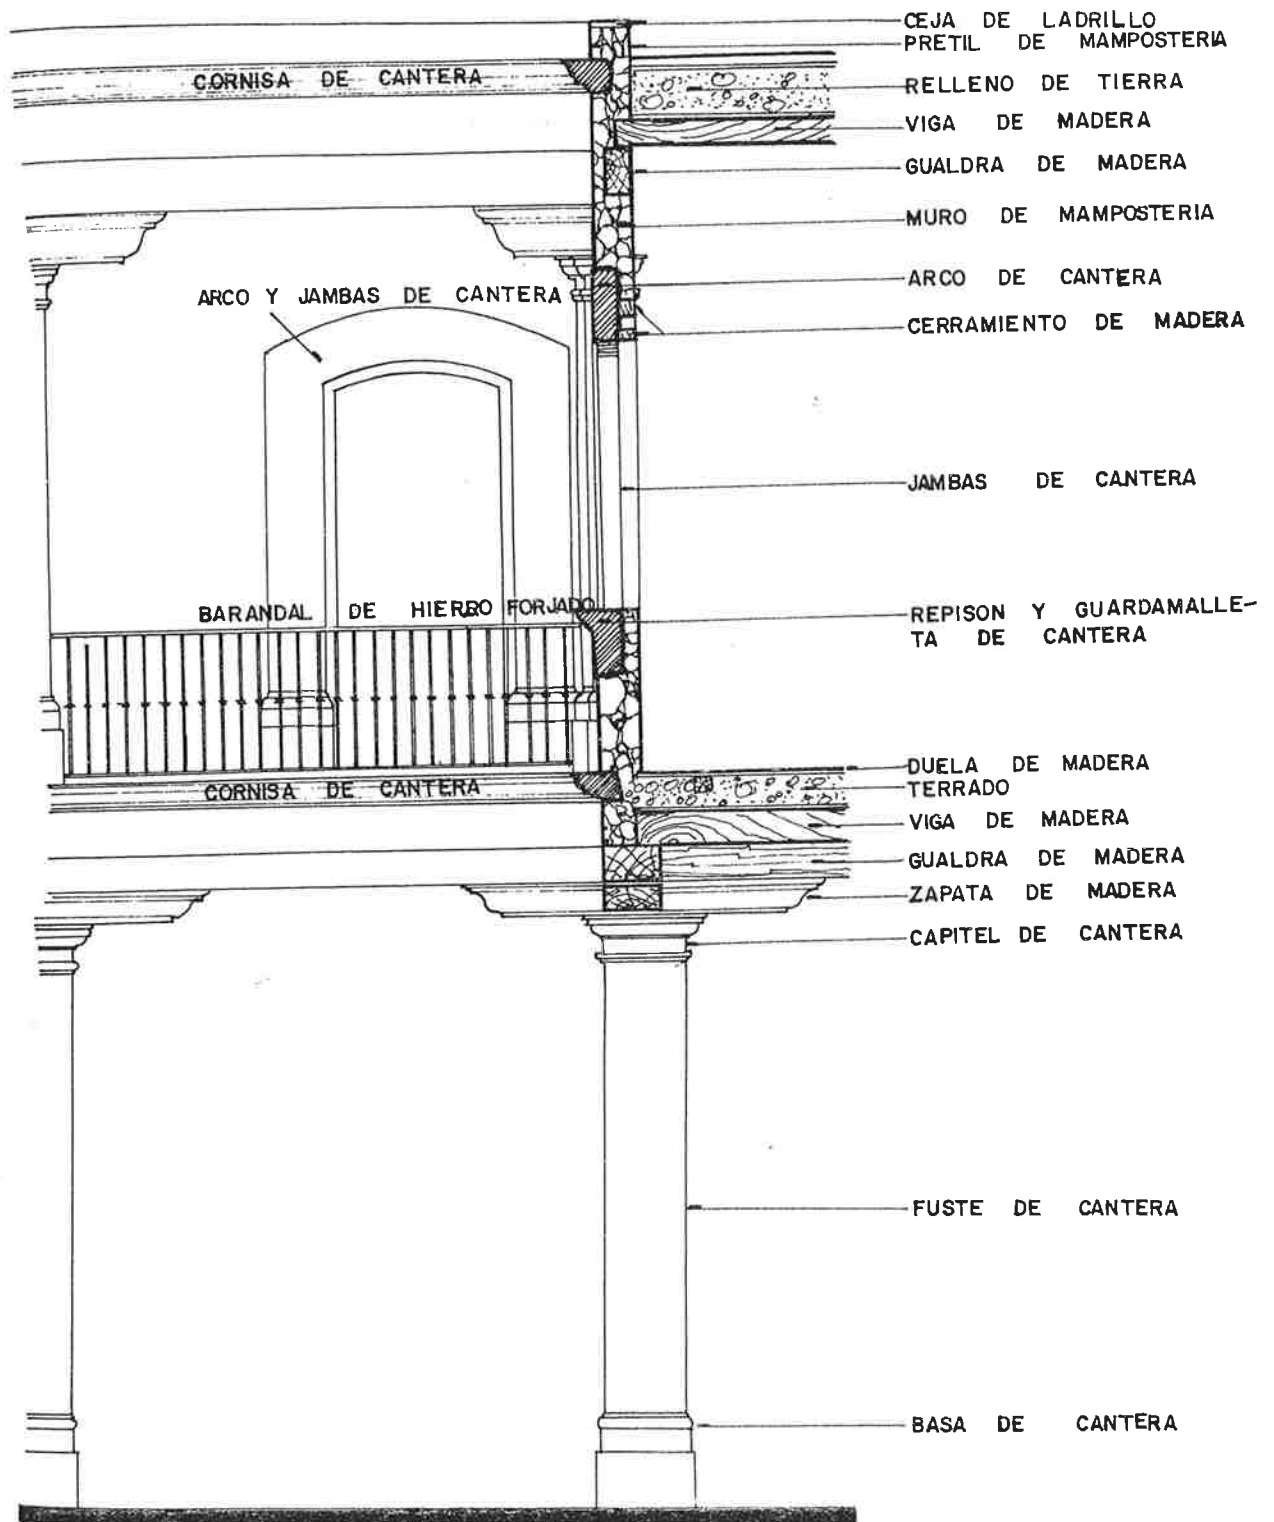 CEJA DE LADRILLO
PRETIL DE MAMPOSTERIA
CORNISA DE CANTERA
RELLENO DE TIERRA
VIGA DE MADERA
GUALDRA DE MADERA
MURO DE MAMPOSTERIA
ARCO DE CANTERA
ARCO Y JAMBAS DE CANTERA
CERRAMIENTO DE MADERA
JAMBAS DE CANTERA
BARANDAL DE HIERRO FORJADO
REPISON Y GUARDAMALLE-
TA DE CANTERA
DUELA DE MADERA
TERRADO
CORNISA DE CANTERA
VIGA DE MADERA
GUALDRA DE MADERA
ZAPATA DE MADERA
CAPITEL DE CANTERA
FUSTE DE CANTERA
BASA DE CANTERA